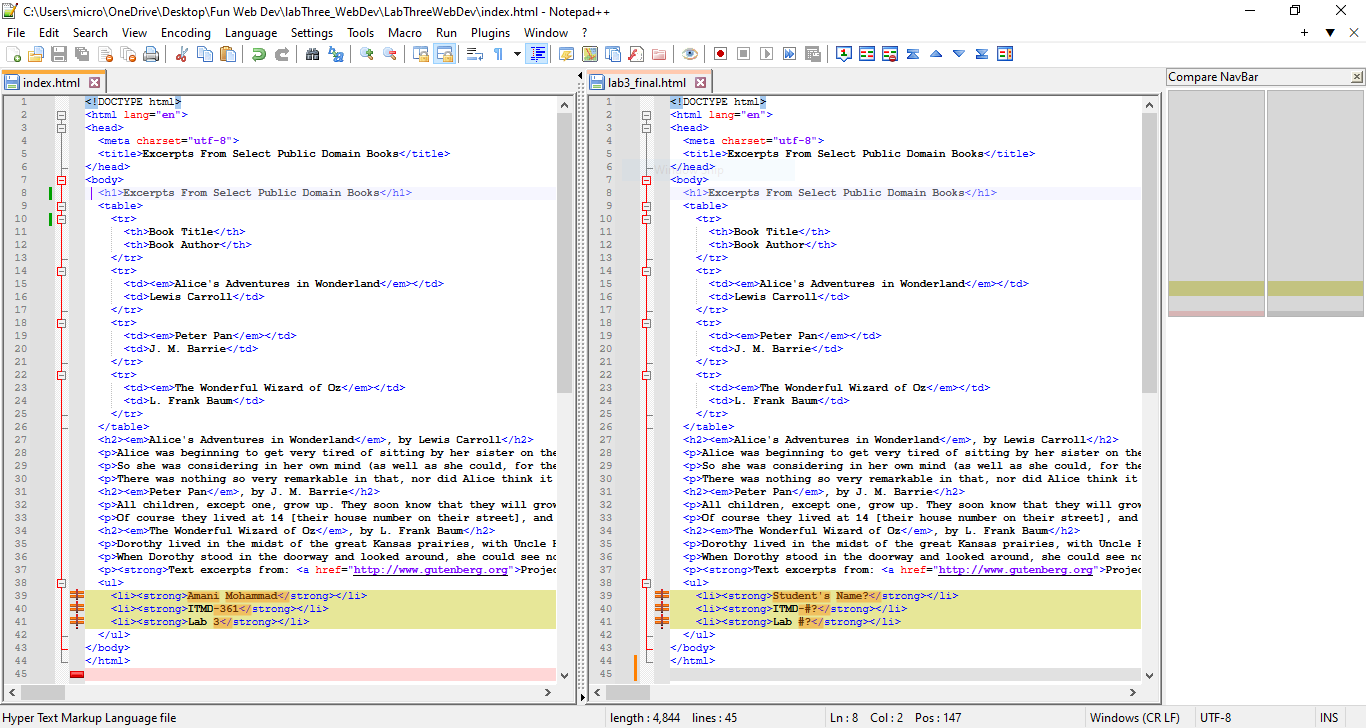 C:\Users\micro\OneDrive\Desktop\Fun Web Dev\labThree_WebDev\LabThreeWebDev\index.html - Notepad++
File Edit Search View Encoding Language Settings Tools Macro Run Plugins Window ?
index.html
1 <!DOCTYPE html>
2 <html lang="en">
3 <head>
4 <meta charset="utf-8">
5 <title>Excerpts From Select Public Domain Books</title>
6 </head>
7 <body>
8 <h1>Excerpts From Select Public Domain Books</h1>
9 <table>
10 <tr>
11 <th>Book Title</th>
12 <th>Book Author</th>
13 </tr>
14 <tr>
15 <td><em>Alice's Adventures in Wonderland</em></td>
16 <td>Lewis Carroll</td>
17 </tr>
18 <tr>
19 <td><em>Peter Pan</em></td>
20 <td>J. M. Barrie</td>
21 </tr>
22 <tr>
23 <td><em>The Wonderful Wizard of Oz</em></td>
24 <td>L. Frank Baum</td>
25 </tr>
26 </table>
27 <h2><em>Alice's Adventures in Wonderland</em>, by Lewis Carroll</h2>
28 <p>Alice was beginning to get very tired of sitting by her sister on the
29 <p>So she was considering in her own mind (as well as she could, for the
30 <p>There was nothing so very remarkable in that, nor did Alice think it
31 <h2><em>Peter Pan</em>, by J. M. Barrie</h2>
32 <p>All children, except one, grow up. They soon know that they will grow
33 <p>Of course they lived at 14 [their house number on their street], and
34 <h2><em>The Wonderful Wizard of Oz</em>, by L. Frank Baum</h2>
35 <p>Dorothy lived in the midst of the great Kansas prairies, with Uncle H
36 <p>When Dorothy stood in the doorway and looked around, she could see no
37 <p><strong>Text excerpts from: <a href="http://www.gutenberg.org">Projec
38 <ul>
39 <li><strong>Amani Mohammad</strong></li>
40 <li><strong>ITMD-361</strong></li>
41 <li><strong>Lab 3</strong></li>
42 </ul>
43 </body>
44 </html>
45
lab3_final.html
1 <!DOCTYPE html>
2 <html lang="en">
3 <head>
4 <meta charset="utf-8">
5 <title>Excerpts From Select Public Domain Books</title>
6 </head>
7 <body>
8 <h1>Excerpts From Select Public Domain Books</h1>
9 <table>
10 <tr>
11 <th>Book Title</th>
12 <th>Book Author</th>
13 </tr>
14 <tr>
15 <td><em>Alice's Adventures in Wonderland</em></td>
16 <td>Lewis Carroll</td>
17 </tr>
18 <tr>
19 <td><em>Peter Pan</em></td>
20 <td>J. M. Barrie</td>
21 </tr>
22 <tr>
23 <td><em>The Wonderful Wizard of Oz</em></td>
24 <td>L. Frank Baum</td>
25 </tr>
26 </table>
27 <h2><em>Alice's Adventures in Wonderland</em>, by Lewis Carroll</h2>
28 <p>Alice was beginning to get very tired of sitting by her sister on the
29 <p>So she was considering in her own mind (as well as she could, for the
30 <p>There was nothing so very remarkable in that, nor did Alice think it
31 <h2><em>Peter Pan</em>, by J. M. Barrie</h2>
32 <p>All children, except one, grow up. They soon know that they will grow
33 <p>Of course they lived at 14 [their house number on their street], and
34 <h2><em>The Wonderful Wizard of Oz</em>, by L. Frank Baum</h2>
35 <p>Dorothy lived in the midst of the great Kansas prairies, with Uncle H
36 <p>When Dorothy stood in the doorway and looked around, she could see no
37 <p><strong>Text excerpts from: <a href="http://www.gutenberg.org">Projec
38 <ul>
39 <li><strong>Student's Name?</strong></li>
40 <li><strong>ITMD-#?</strong></li>
41 <li><strong>Lab #?</strong></li>
42 </ul>
43 </body>
44 </html>
45
Compare NavBar
Hyper Text Markup Language file length : 4,844 lines : 45 Ln : 8 Col : 2 Pos : 147 Windows (CR LF) UTF-8 INS